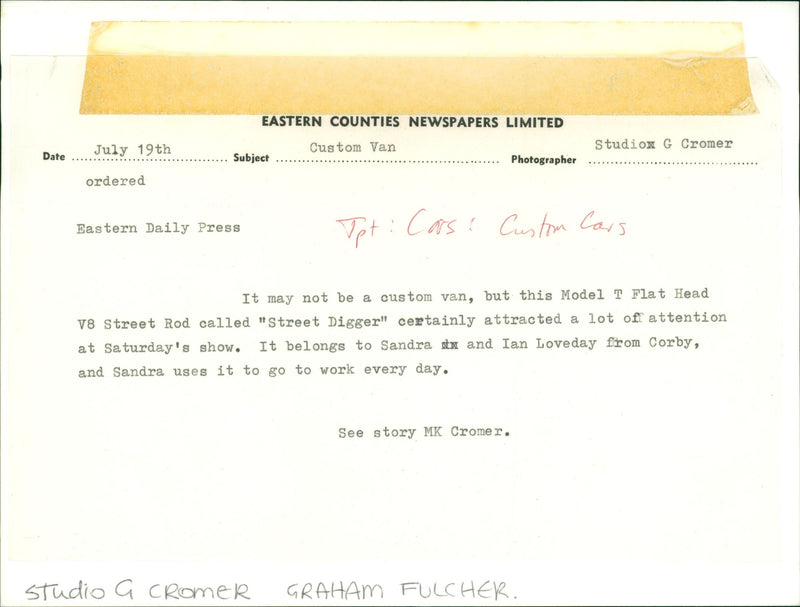 EASTERN COUNTIES NEWSPAPERS LIMITED
Date July 19th Subject Custom Van Photographer Studiox G Cromer
ordered
Eastern Daily Press
Tpt: Cars: Custom Cars
It may not be a custom van, but this Model T Flat Head
V8 Street Rod called "Street Digger" certainly attracted a lot of attention
at Saturday's show. It belongs to Sandra and Ian Loveday from Corby,
and Sandra uses it to go to work every day.
See story MK Cromer.
STudio G CROMER GRAHAM FULCHER.